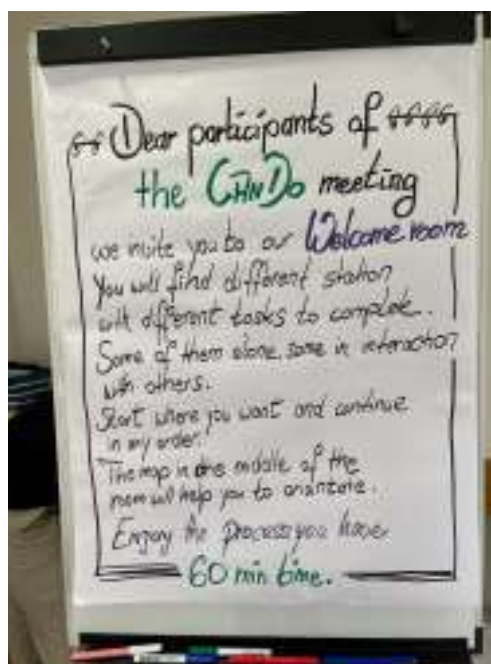 Dear participants of
the CANDO meeting
we invite you to our Welcome room
You will find different station
with different tasks to complete.
Some of them alone, some in interaction
with others.
Start where you want and continue
in any order.
The map in the middle of the
room will help you to orientate.
Enjoy the process you have
60 min time.